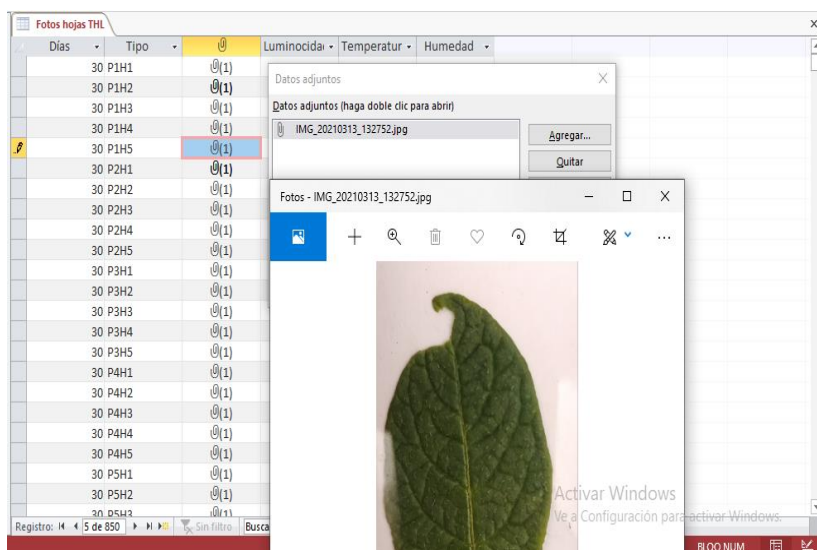 Fotos hojas THL
Días Tipo (1) Luminocidad Temperatur Humedad
30 P1H1 (1)
30 P1H2 (1)
30 P1H3 (1)
30 P1H4 (1)
30 P1H5 (1)
30 P2H1 (1)
30 P2H2 (1)
30 P2H3 (1)
30 P2H4 (1)
30 P2H5 (1)
30 P3H1 (1)
30 P3H2 (1)
30 P3H3 (1)
30 P3H4 (1)
30 P3H5 (1)
30 P4H1 (1)
30 P4H2 (1)
30 P4H3 (1)
30 P4H4 (1)
30 P4H5 (1)
30 P5H1 (1)
30 P5H2 (1)
30 P5H3 (1)
Datos adjuntos
Datos adjuntos (haga doble clic para abrir)
IMG_20210313_132752.jpg
Agregar...
Quitar
Fotos - IMG_20210313_132752.jpg
Activar Windows
Ve a Configuración para activar Windows.
Registro: 5 de 850 Sin filtro Busca
BLOQ NUM